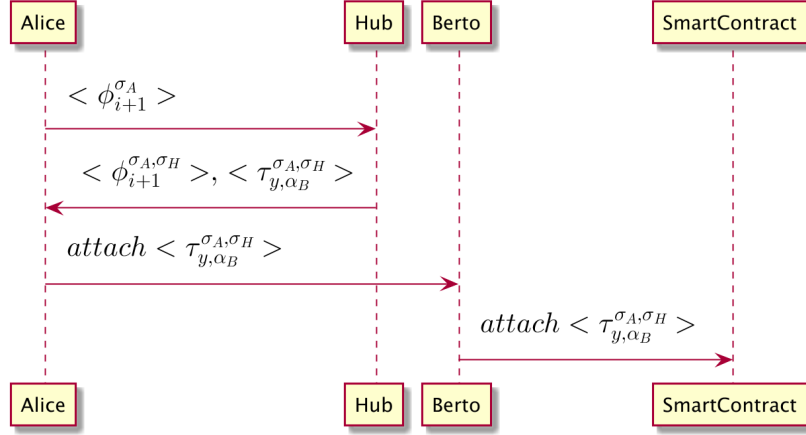 Alice Hub Berto SmartContract
< ϕ_{i+1}^{σ_A} >
< ϕ_{i+1}^{σ_A,σ_H} >, < τ_{y,α_B}^{σ_A,σ_H} >
attach < τ_{y,α_B}^{σ_A,σ_H} >
attach < τ_{y,α_B}^{σ_A,σ_H} >
Alice Hub Berto SmartContract